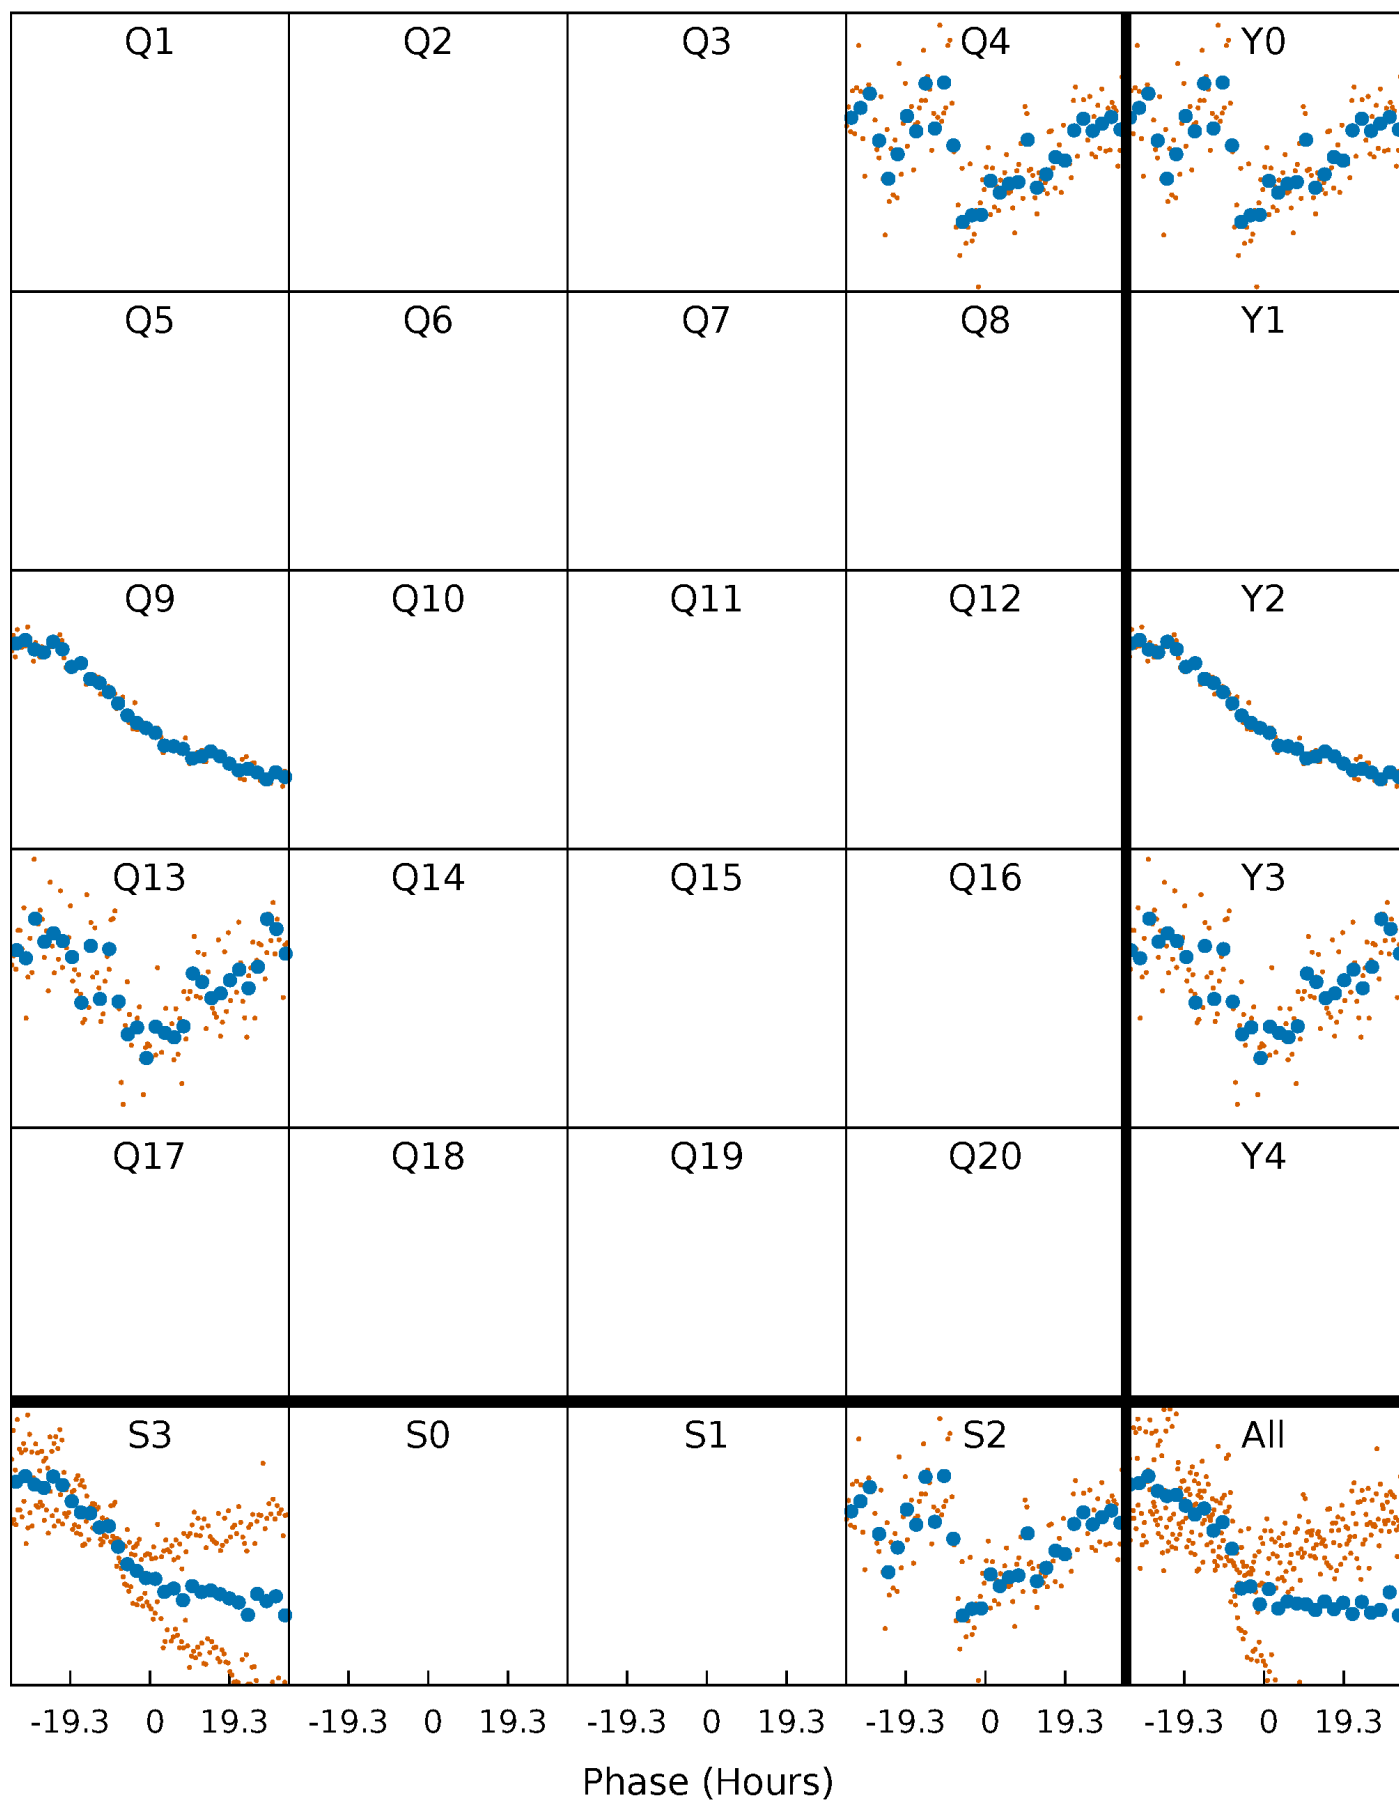 Q1 Q2 Q3 Q4 Y0
Q5 Q6 Q7 Q8 Y1
Q9 Q10 Q11 Q12 Y2
Q13 Q14 Q15 Q16 Y3
Q17 Q18 Q19 Q20 Y4
S3 S0 S1 S2 All
-19.3 0 19.3 -19.3 0 19.3 -19.3 0 19.3 -19.3 0 19.3 -19.3 0 19.3
Phase (Hours)